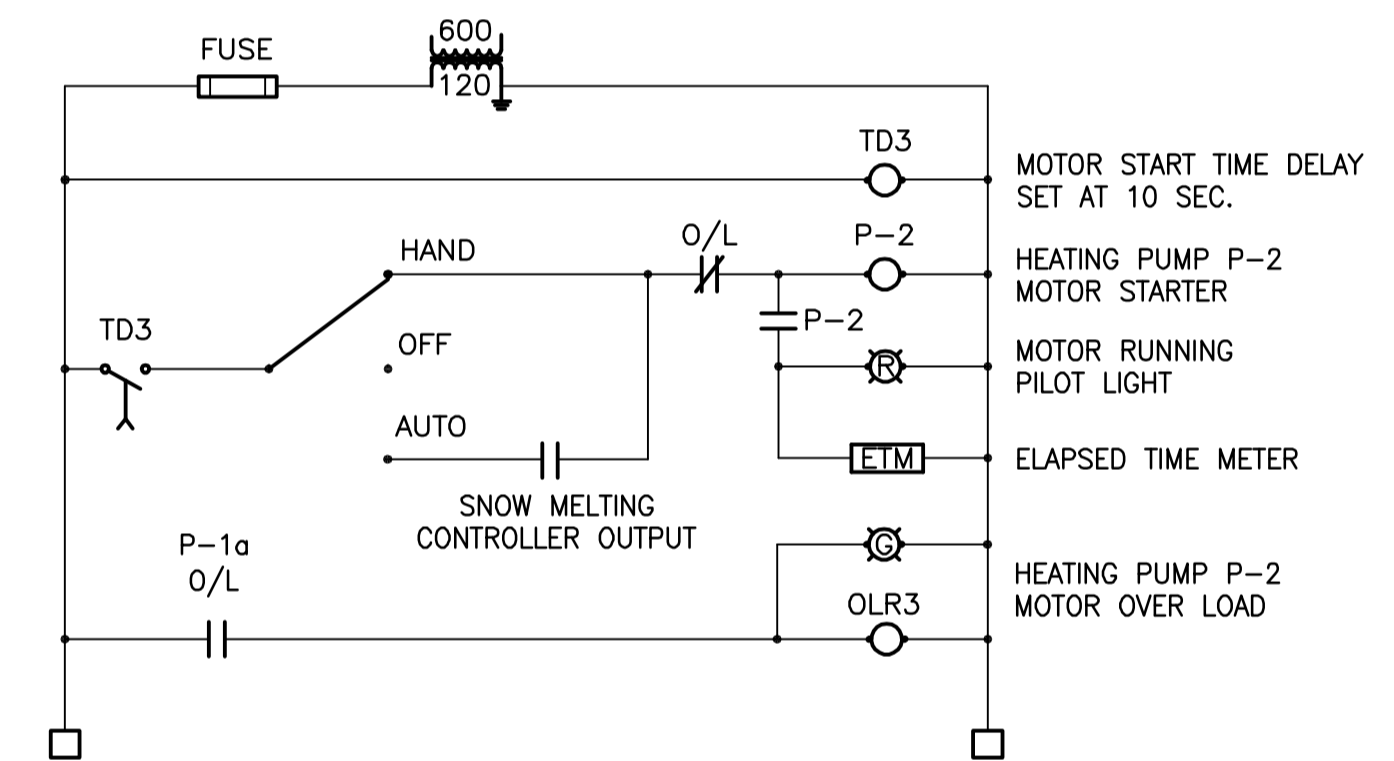 FUSE
600
120
TD3
MOTOR START TIME DELAY
SET AT 10 SEC.
HAND
O/L
P-2
HEATING PUMP P-2
MOTOR STARTER
TD3
OFF
P-2
R
MOTOR RUNNING
PILOT LIGHT
AUTO
ETM
ELAPSED TIME METER
SNOW MELTING
CONTROLLER OUTPUT
P-1a
O/L
G
HEATING PUMP P-2
MOTOR OVER LOAD
OLR3